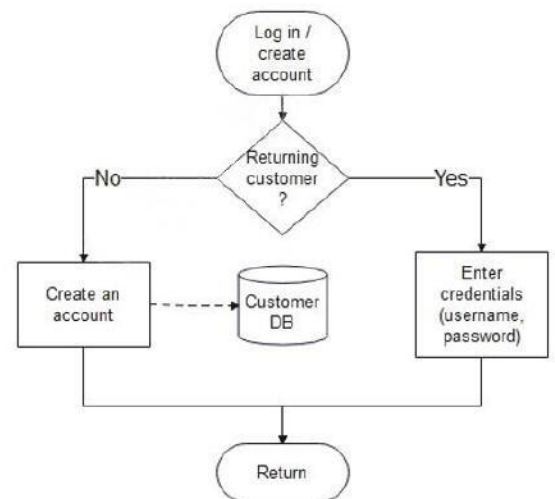 Log in /
create
account
Returning
customer
?
No
Yes
Create an
account
Customer
DB
Enter
credentials
(username,
password)
Return